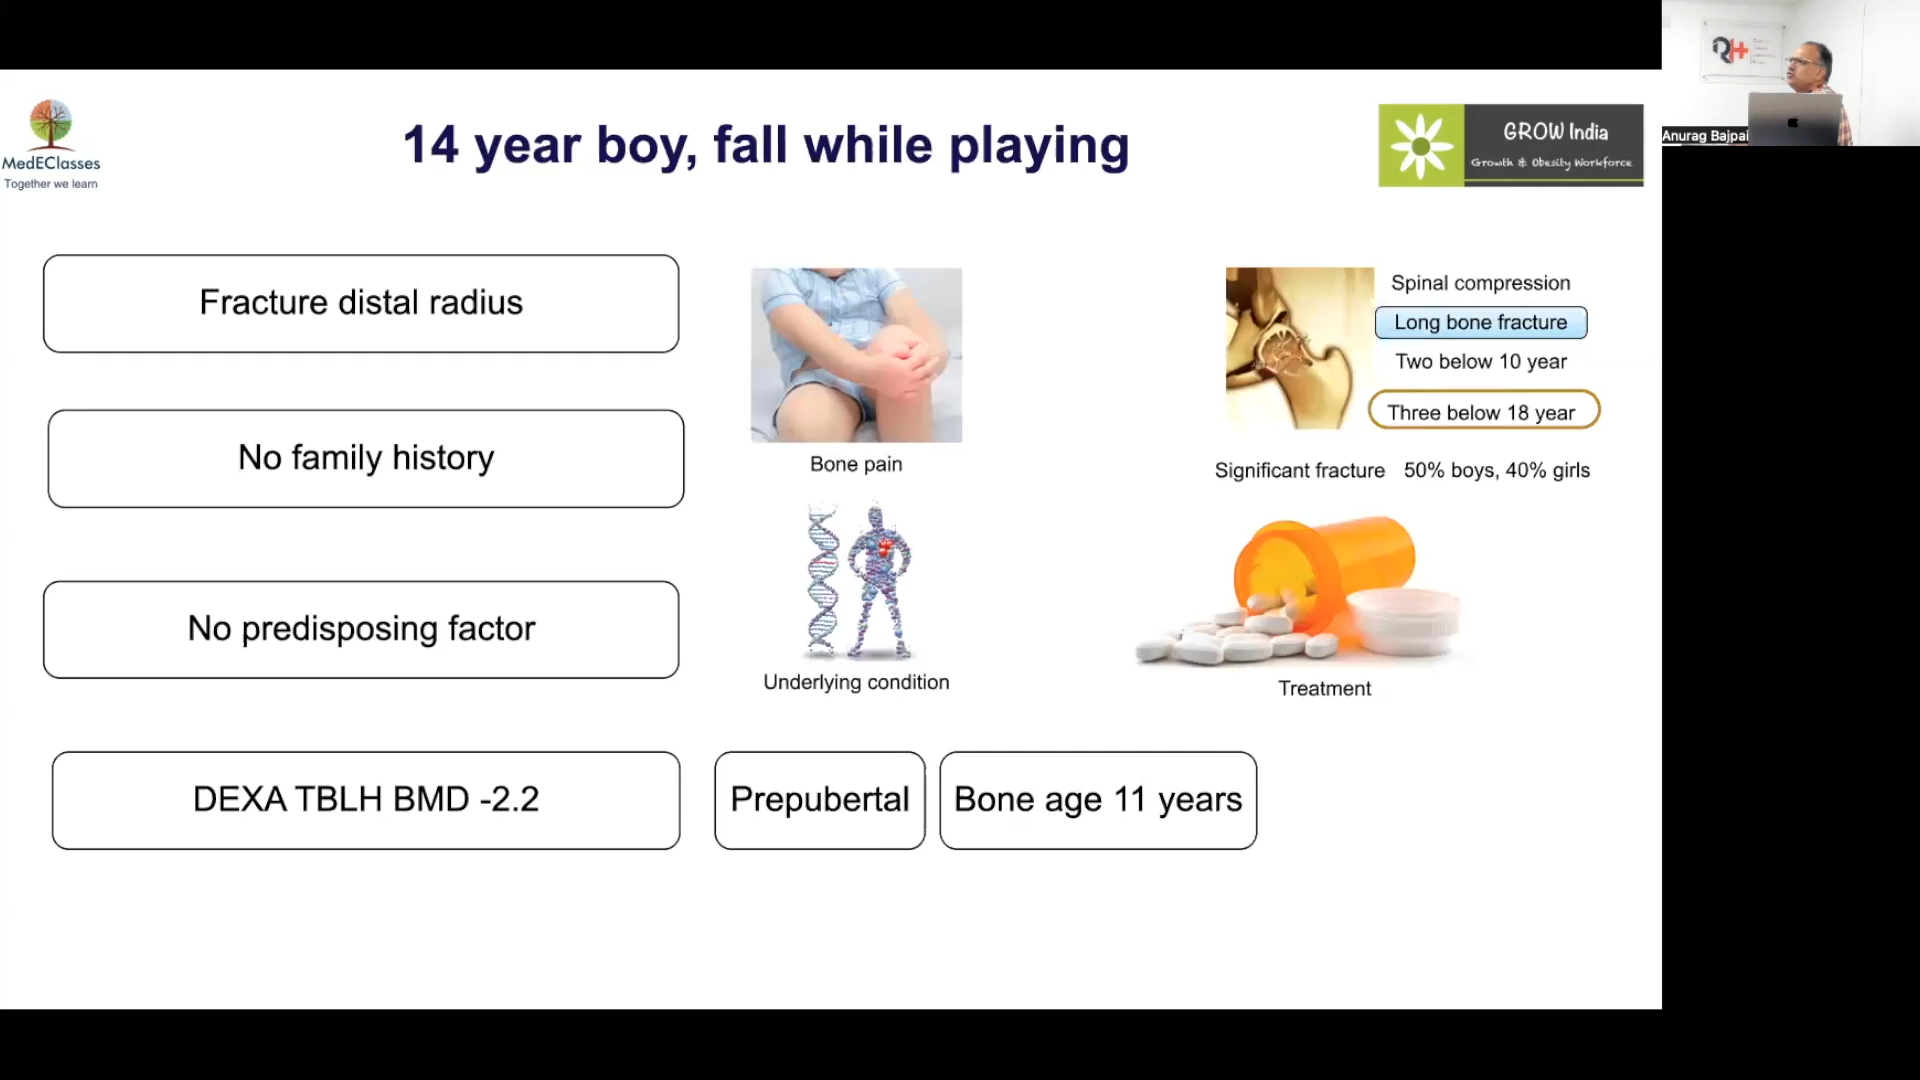 14 year boy, fall while playing
MedEClasses
Together we learn
GROW India
Growth & Obesity Workforce
Anurag Bajpai
Fracture distal radius
No family history
No predisposing factor
DEXA TBLH BMD -2.2
Prepubertal
Bone age 11 years
Bone pain
Underlying condition
Spinal compression
Long bone fracture
Two below 10 year
Three below 18 year
Significant fracture 50% boys, 40% girls
Treatment